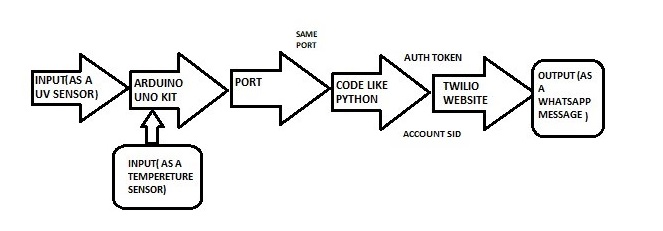 INPUT(AS A
UV SENSOR)
ARDUINO
UNO KIT
INPUT( AS A
TEMPERETURE
SENSOR)
PORT
SAME
PORT
CODE LIKE
PYTHON
AUTH TOKEN
TWILIO
WEBSITE
ACCOUNT SID
OUTPUT (AS
A
WHATSAPP
MESSAGE )